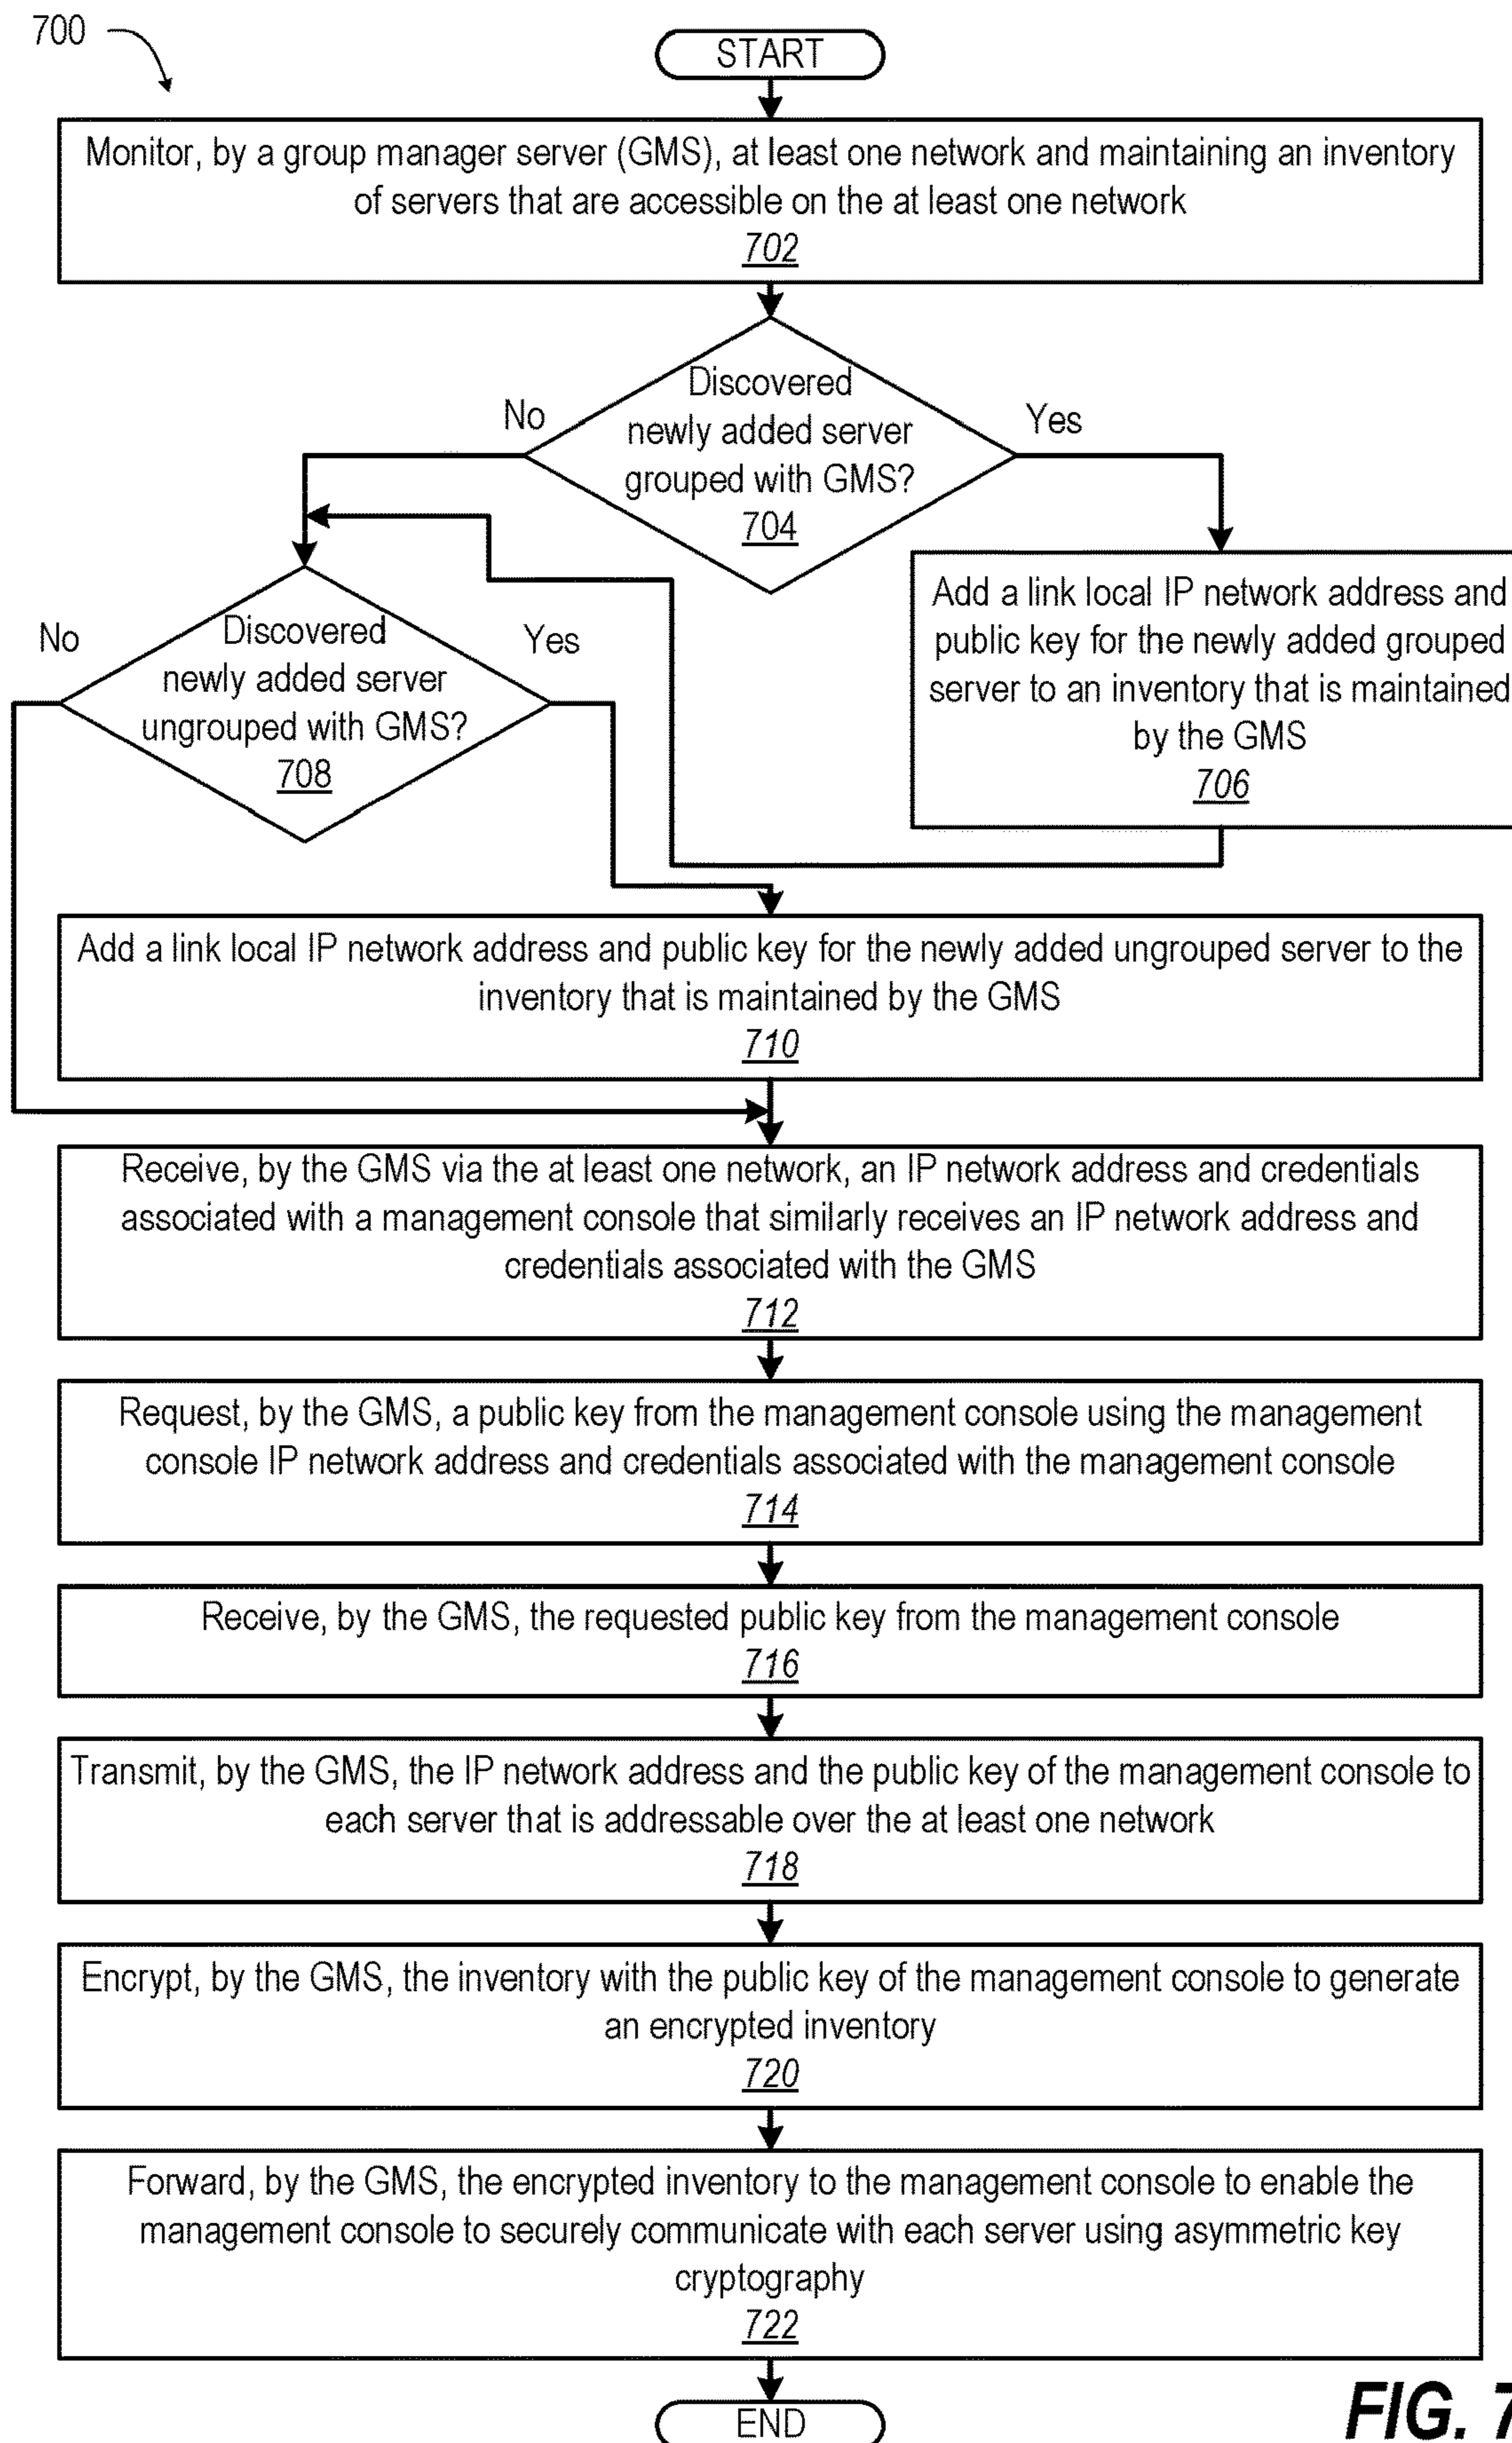 700
START
Monitor, by a group manager server (GMS), at least one network and maintaining an inventory
of servers that are accessible on the at least one network
702
Discovered
newly added server
grouped with GMS?
704
No
Yes
Add a link local IP network address and
public key for the newly added grouped
server to an inventory that is maintained
by the GMS
706
No
Discovered
newly added server
ungrouped with GMS?
708
Yes
Add a link local IP network address and public key for the newly added ungrouped server to the
inventory that is maintained by the GMS
710
Receive, by the GMS via the at least one network, an IP network address and credentials
associated with a management console that similarly receives an IP network address and
credentials associated with the GMS
712
Request, by the GMS, a public key from the management console using the management
console IP network address and credentials associated with the management console
714
Receive, by the GMS, the requested public key from the management console
716
Transmit, by the GMS, the IP network address and the public key of the management console to
each server that is addressable over the at least one network
718
Encrypt, by the GMS, the inventory with the public key of the management console to generate
an encrypted inventory
720
Forward, by the GMS, the encrypted inventory to the management console to enable the
management console to securely communicate with each server using asymmetric key
cryptography
722
END
FIG. 7